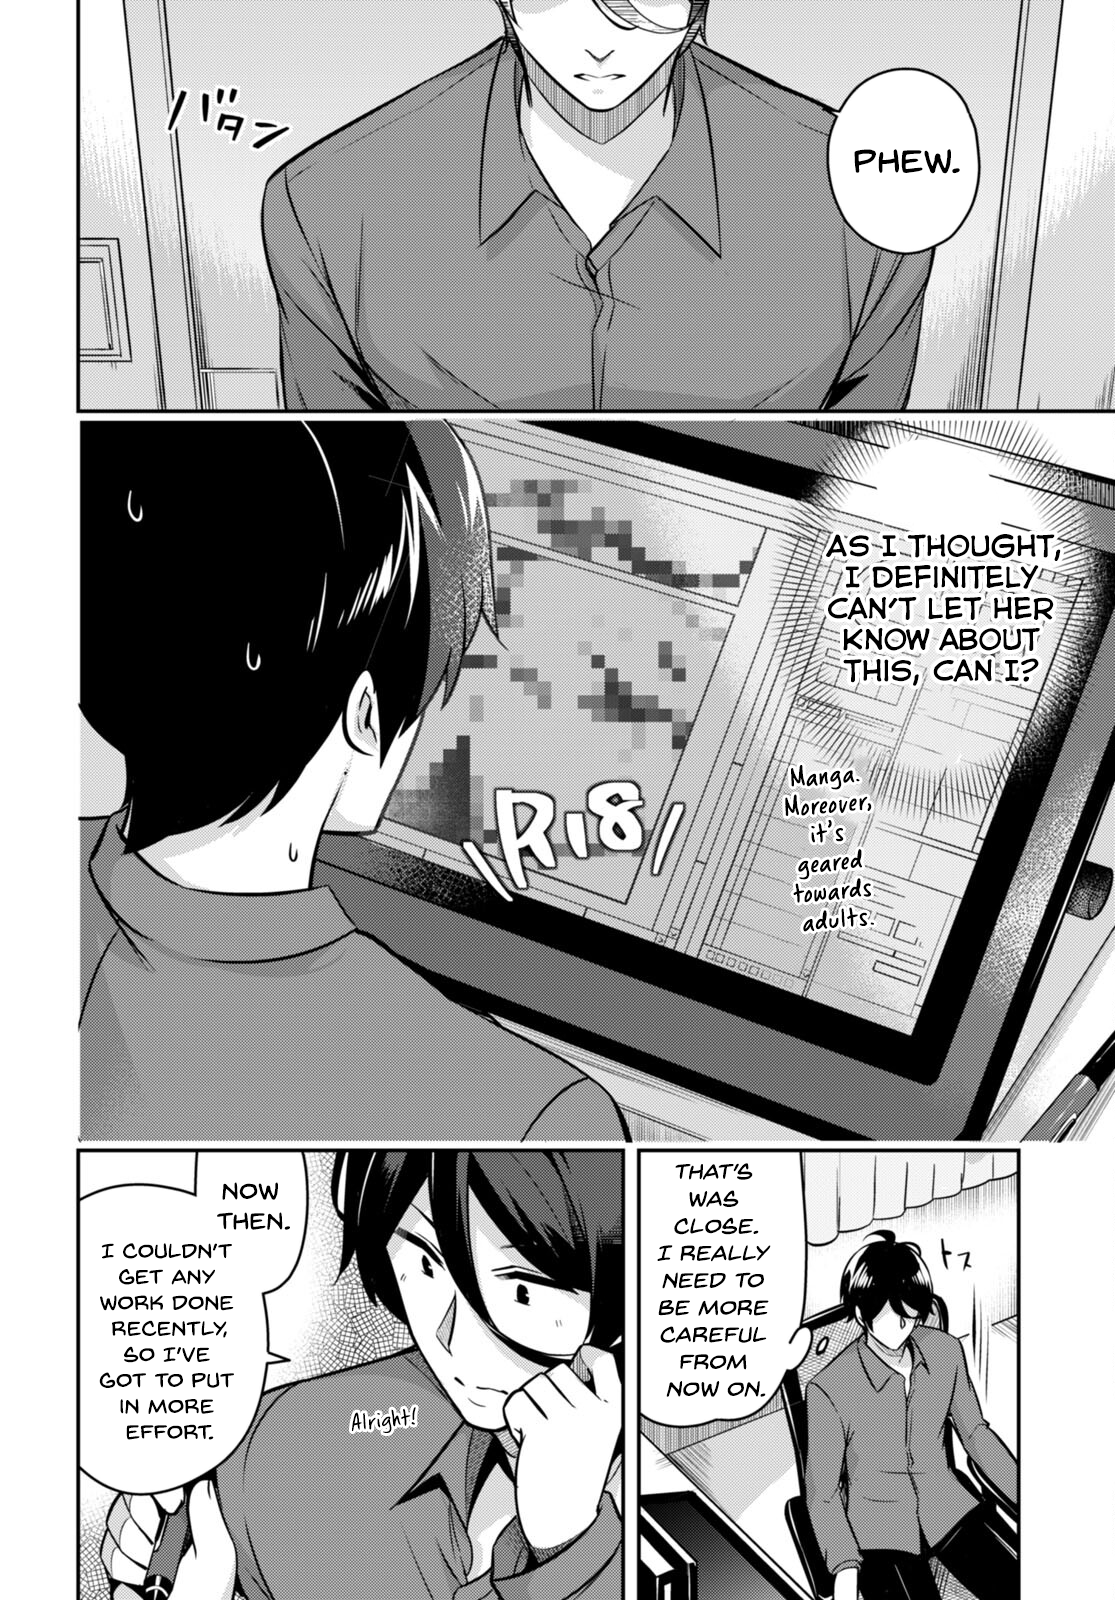 バタン
PHEW.
AS I THOUGHT,
I DEFINITELY
CAN'T LET HER
KNOW ABOUT
THIS, CAN I?
Manga.
Moreover,
it's
geared
towards
adults.
R18
THAT'S
WAS
CLOSE.
I REALLY
NEED TO
BE MORE
CAREFUL
FROM
NOW ON.
トス
NOW
THEN.
I COULDN'T
GET ANY
WORK DONE
RECENTLY,
SO I'VE
GOT TO PUT
IN MORE
EFFORT.
Alright!